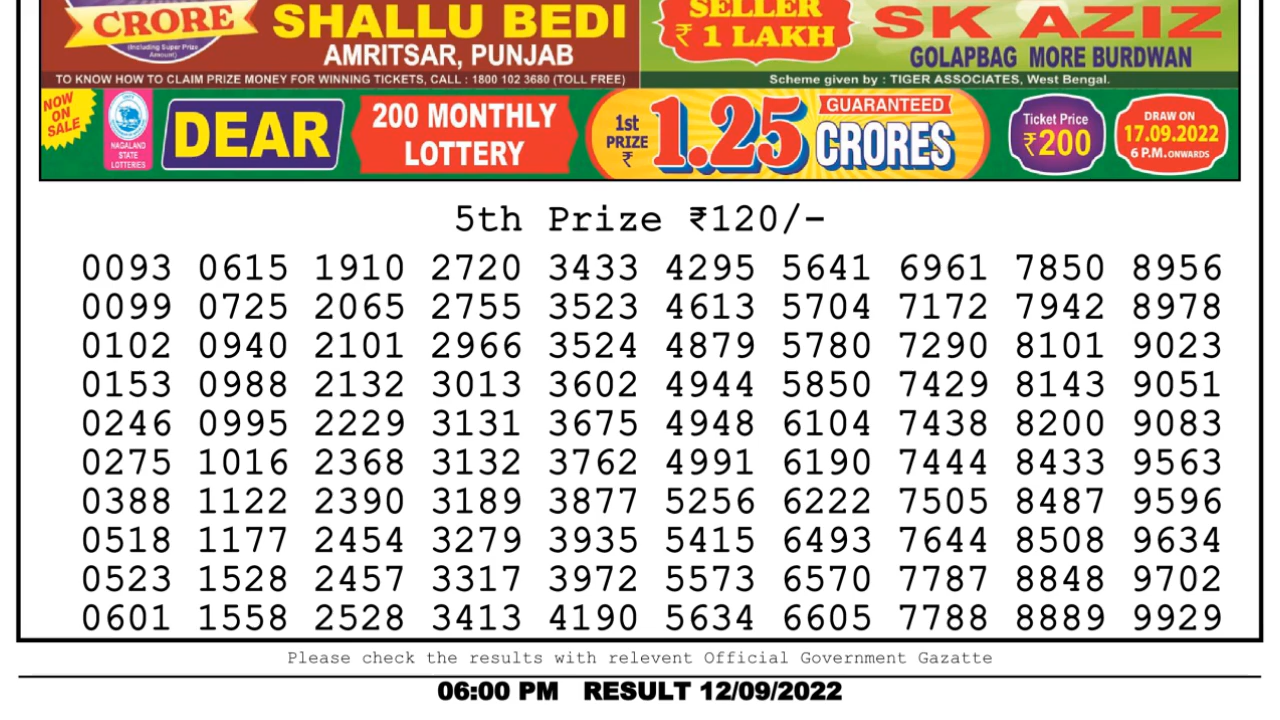 CRORE
(Including Super Prize
Amount)
SHALLU BEDI
AMRITSAR, PUNJAB
TO KNOW HOW TO CLAIM PRIZE MONEY FOR WINNING TICKETS, CALL : 1800 102 3680 (TOLL FREE)
SELLER
₹ 1 LAKH
SK AZIZ
GOLAPBAG MORE BURDWAN
Scheme given by : TIGER ASSOCIATES, West Bengal.
NOW
ON
SALE
NAGALAND
STATE
LOTTERIES
DEAR
200 MONTHLY
LOTTERY
1st
PRIZE
₹
1.25
GUARANTEED
CRORES
Ticket Price
₹200
DRAW ON
17.09.2022
6 P.M. ONWARDS
5th Prize ₹120/-
0093 0615 1910 2720 3433 4295 5641 6961 7850 8956
0099 0725 2065 2755 3523 4613 5704 7172 7942 8978
0102 0940 2101 2966 3524 4879 5780 7290 8101 9023
0153 0988 2132 3013 3602 4944 5850 7429 8143 9051
0246 0995 2229 3131 3675 4948 6104 7438 8200 9083
0275 1016 2368 3132 3762 4991 6190 7444 8433 9563
0388 1122 2390 3189 3877 5256 6222 7505 8487 9596
0518 1177 2454 3279 3935 5415 6493 7644 8508 9634
0523 1528 2457 3317 3972 5573 6570 7787 8848 9702
0601 1558 2528 3413 4190 5634 6605 7788 8889 9929
Please check the results with relevent Official Government Gazatte
06:00 PM RESULT 12/09/2022